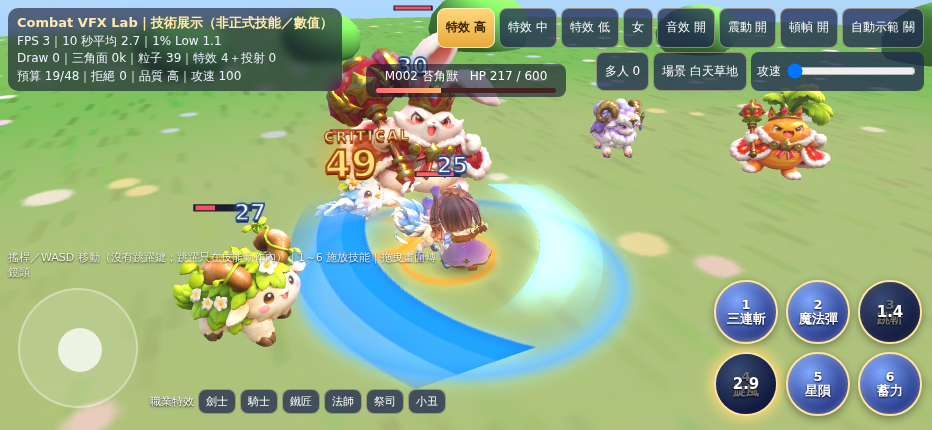 Combat VFX Lab｜技術展示（非正式技能／數值）
FPS 3｜10 秒平均 2.7｜1% Low 1.1
Draw 0｜三角面 0k｜粒子 39｜特效 4＋投射 0
預算 19/48｜拒絕 0｜品質 高｜攻速 100
特效 高
特效 中
特效 低
女
音效 開
震動 開
頓幀 開
自動示範 關
多人 0
場景 白天草地
攻速
30
M002 苔角獸 HP 217 / 600
CRITICAL
49
25
27
搖桿／WASD 移動（沒有跳躍鍵；跳躍只在技能動作內）｜1～6 施放技能｜拖曳畫面轉
鏡頭
1
三連斬
2
魔法彈
3
1.4
跳斬
4
2.9
旋風
5
星隕
6
蓄力
職業特效
劍士
騎士
鐵匠
法師
祭司
小丑